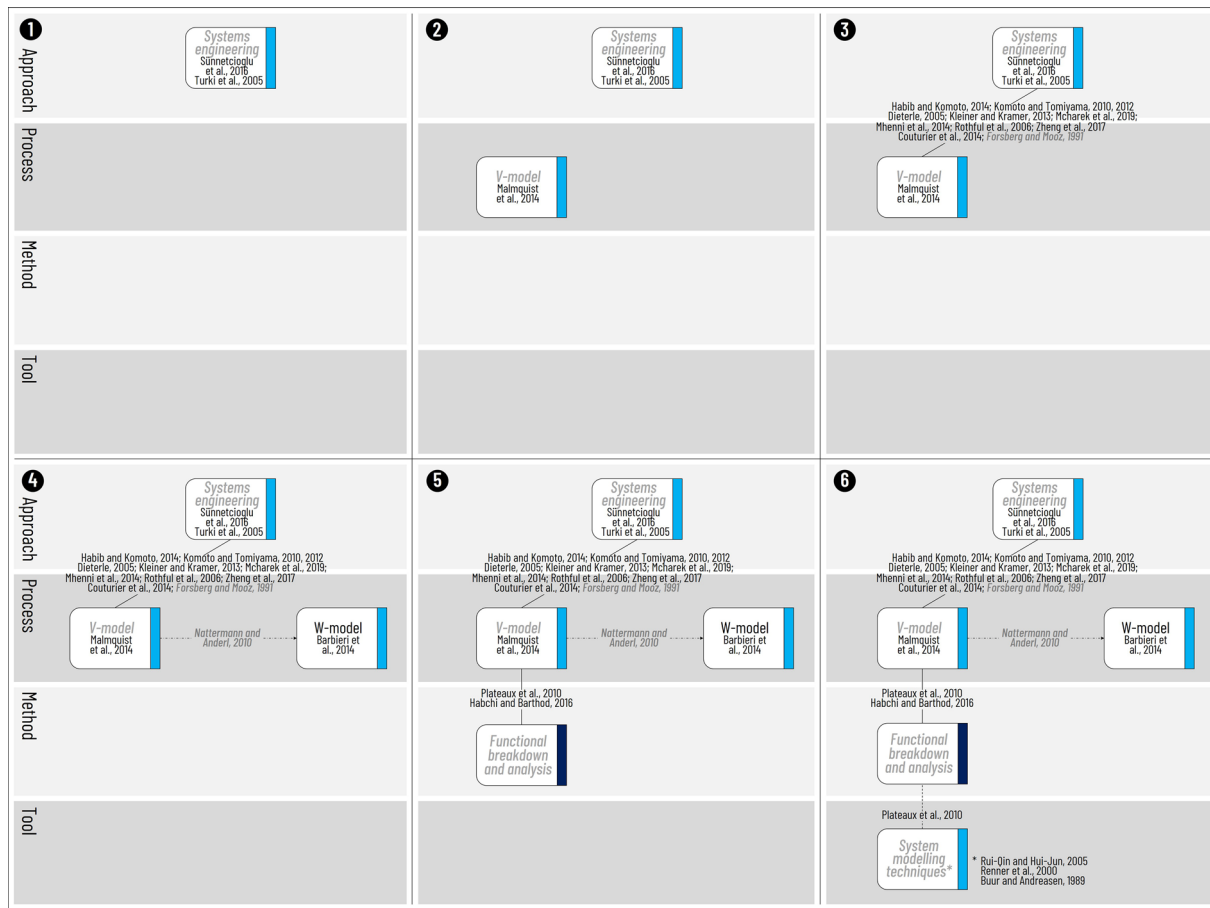 1
Approach
Systems
engineering
Sünnetcioglu
et al., 2016
Turki et al., 2005
Process
Method
Tool
2
Systems
engineering
Sünnetcioglu
et al., 2016
Turki et al., 2005
V-model
Malmquist
et al., 2014
3
Systems
engineering
Sünnetcioglu
et al., 2016
Turki et al., 2005
Habib and Komoto, 2014; Komoto and Tomiyama, 2010, 2012
Dieterle, 2005; Kleiner and Kramer, 2013; Mcharek et al., 2019;
Mhenni et al., 2014; Rothful et al., 2006; Zheng et al., 2017
Couturier et al., 2014; Forsberg and Mooz, 1991
V-model
Malmquist
et al., 2014
4
Approach
Systems
engineering
Sünnetcioglu
et al., 2016
Turki et al., 2005
Habib and Komoto, 2014; Komoto and Tomiyama, 2010, 2012
Dieterle, 2005; Kleiner and Kramer, 2013; Mcharek et al., 2019;
Mhenni et al., 2014; Rothful et al., 2006; Zheng et al., 2017
Couturier et al., 2014; Forsberg and Mooz, 1991
Process
V-model
Malmquist
et al., 2014
Nattermann and
Anderl, 2010
W-model
Barbieri et
al., 2014
Method
Tool
5
Systems
engineering
Sünnetcioglu
et al., 2016
Turki et al., 2005
Habib and Komoto, 2014; Komoto and Tomiyama, 2010, 2012
Dieterle, 2005; Kleiner and Kramer, 2013; Mcharek et al., 2019;
Mhenni et al., 2014; Rothful et al., 2006; Zheng et al., 2017
Couturier et al., 2014; Forsberg and Mooz, 1991
V-model
Malmquist
et al., 2014
Nattermann and
Anderl, 2010
W-model
Barbieri et
al., 2014
Plateaux et al., 2010
Habchi and Barthod, 2016
Functional
breakdown
and analysis
6
Systems
engineering
Sünnetcioglu
et al., 2016
Turki et al., 2005
Habib and Komoto, 2014; Komoto and Tomiyama, 2010, 2012
Dieterle, 2005; Kleiner and Kramer, 2013; Mcharek et al., 2019;
Mhenni et al., 2014; Rothful et al., 2006; Zheng et al., 2017
Couturier et al., 2014; Forsberg and Mooz, 1991
V-model
Malmquist
et al., 2014
Nattermann and
Anderl, 2010
W-model
Barbieri et
al., 2014
Plateaux et al., 2010
Habchi and Barthod, 2016
Functional
breakdown
and analysis
Plateaux et al., 2010
System
modelling
techniques*
* Rui-Qin and Hui-Jun, 2005
Renner et al., 2000
Buur and Andreasen, 1989